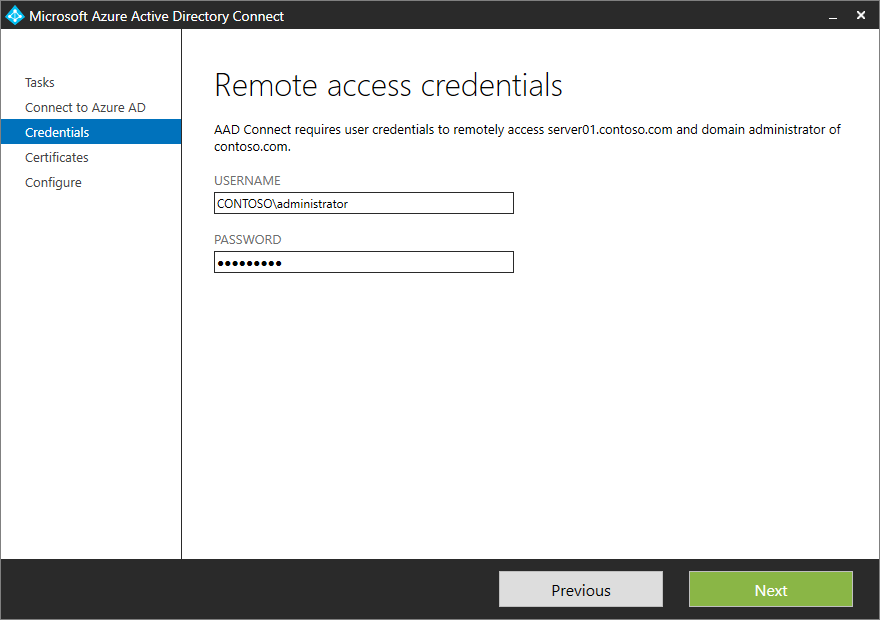 Microsoft Azure Active Directory Connect
Tasks
Connect to Azure AD
Credentials
Certificates
Configure
Remote access credentials
AAD Connect requires user credentials to remotely access server01.contoso.com and domain administrator of
contoso.com.
USERNAME
CONTOSO\administrator
PASSWORD
●●●●●●●●●
Previous
Next